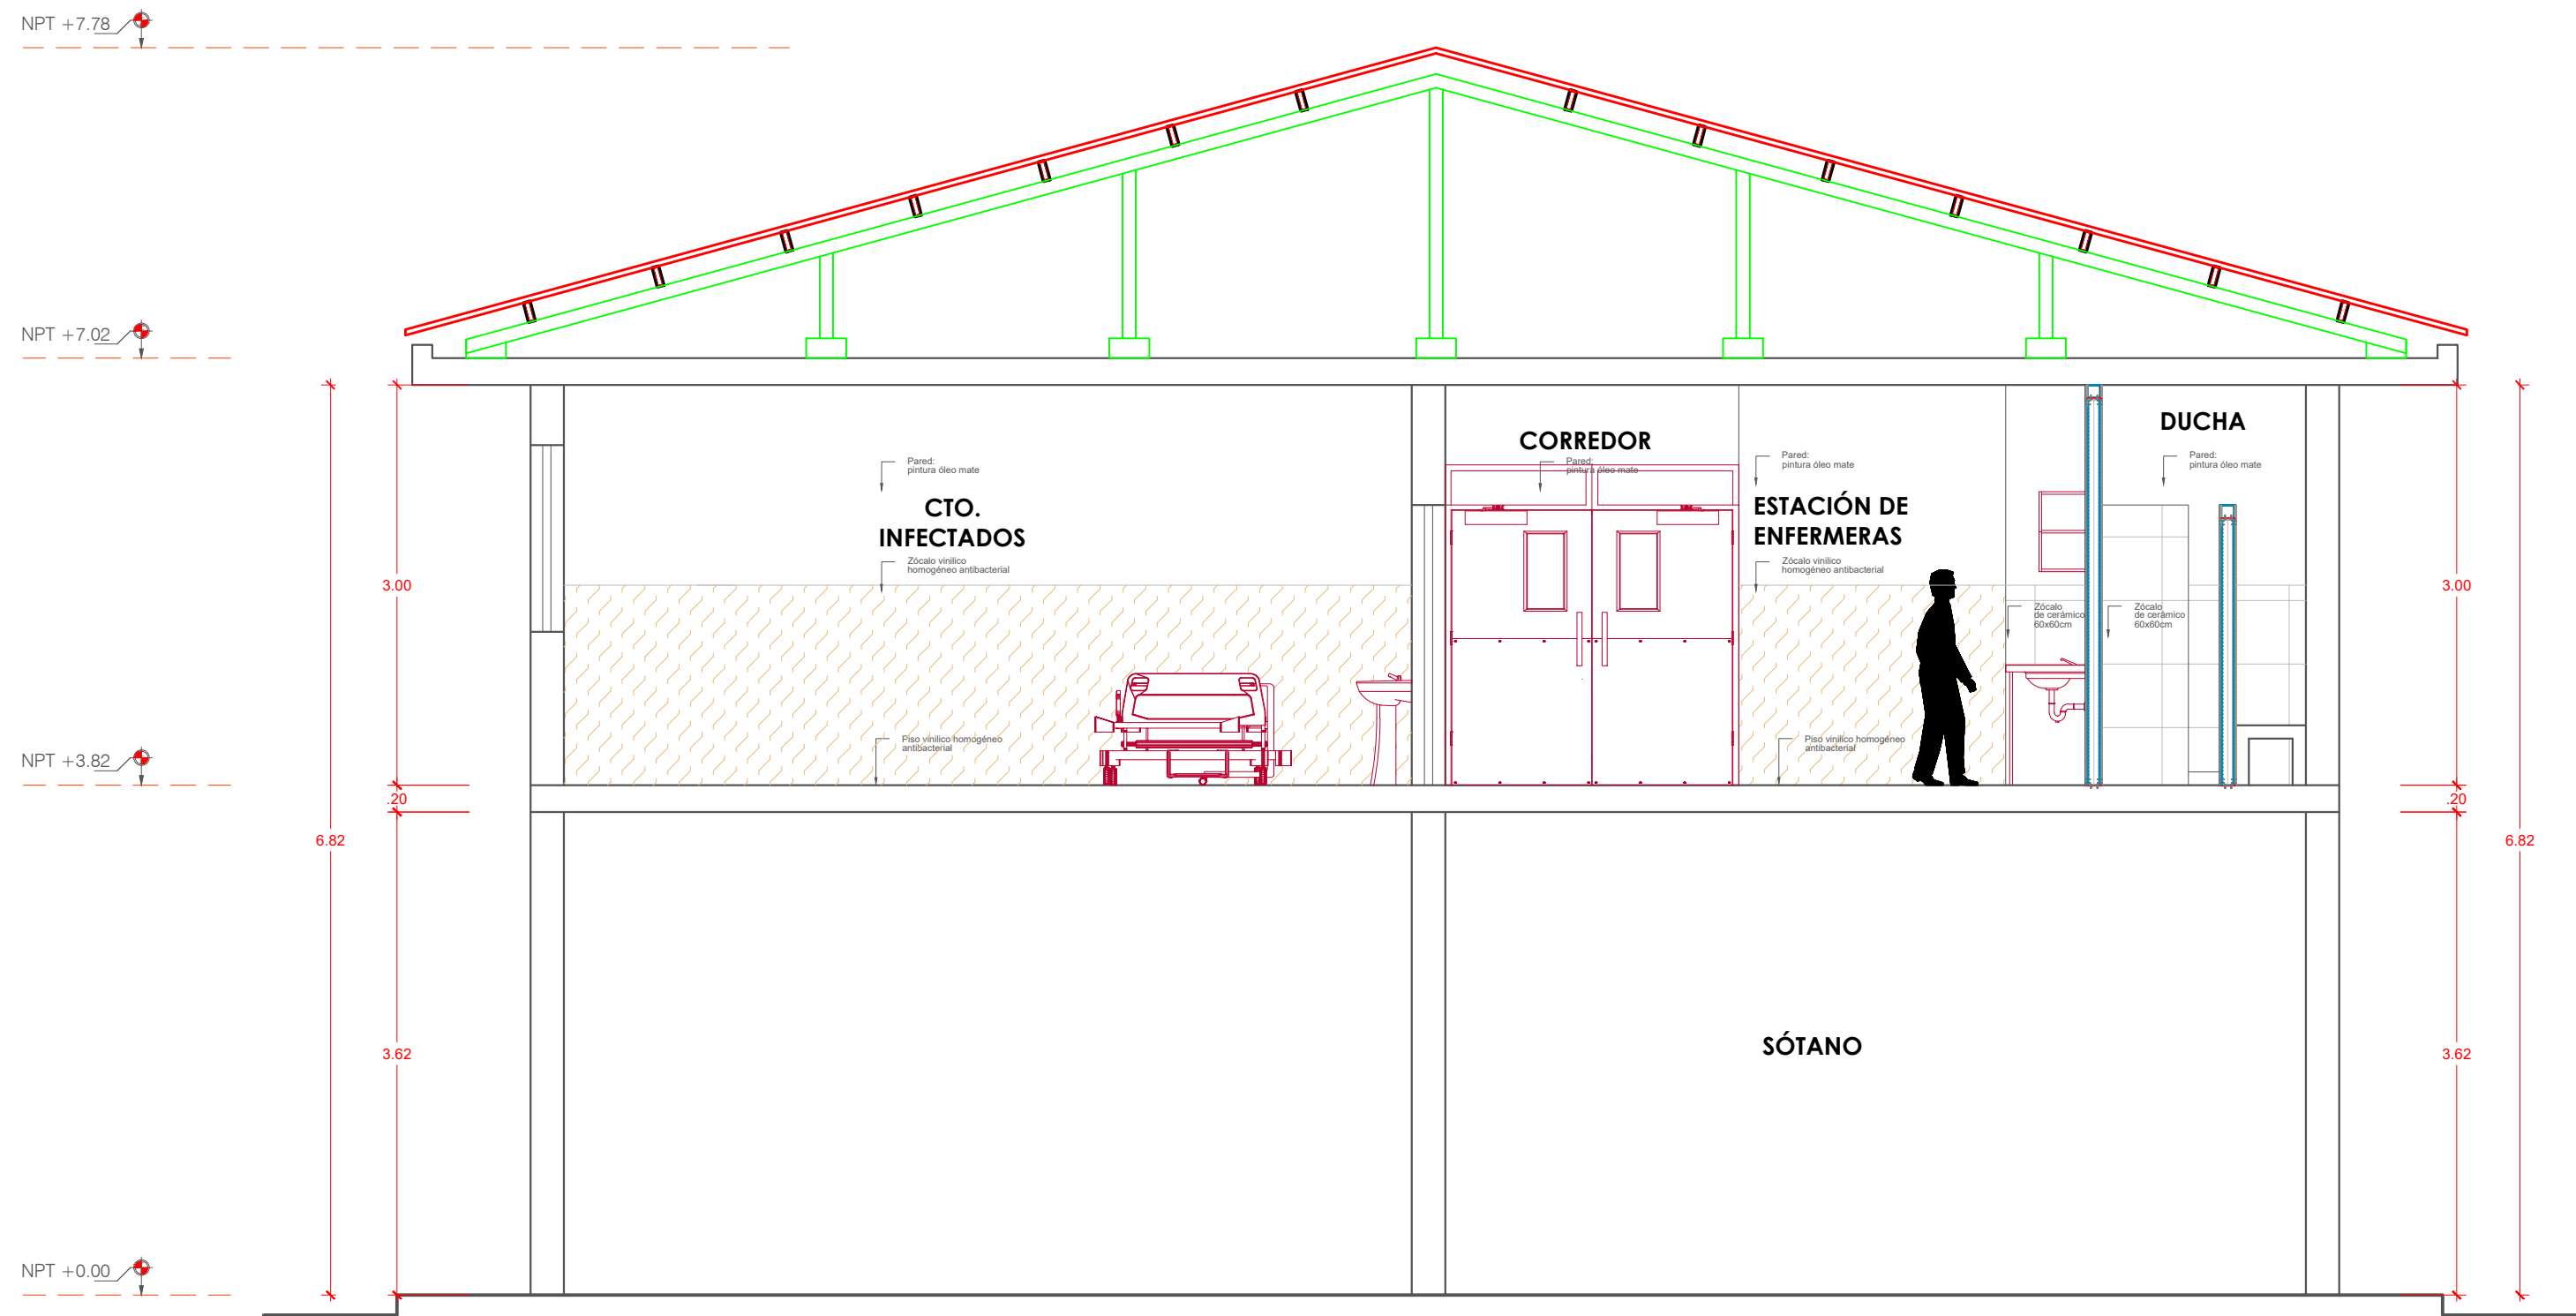 NPT +7.78
NPT +7.02
DUCHA
CORREDOR
Pared:
pintura óleo mate
Pared:
pintura óleo mate
Pared:
pintura óleo mate
Pared:
pintura óleo mate
CTO.
INFECTADOS
ESTACIÓN DE
ENFERMERAS
Zócalo vinílico
homogéneo antibacterial
Zócalo vinílico
homogéneo antibacterial
3.00
3.00
Zócalo
de cerámico
60x60cm
Zócalo
de cerámico
60x60cm
Piso vinílico homogéneo
antibacterial
Piso vinílico homogéneo
antibacterial
NPT +3.82
.20
.20
6.82
6.82
SÓTANO
3.62
3.62
NPT +0.00